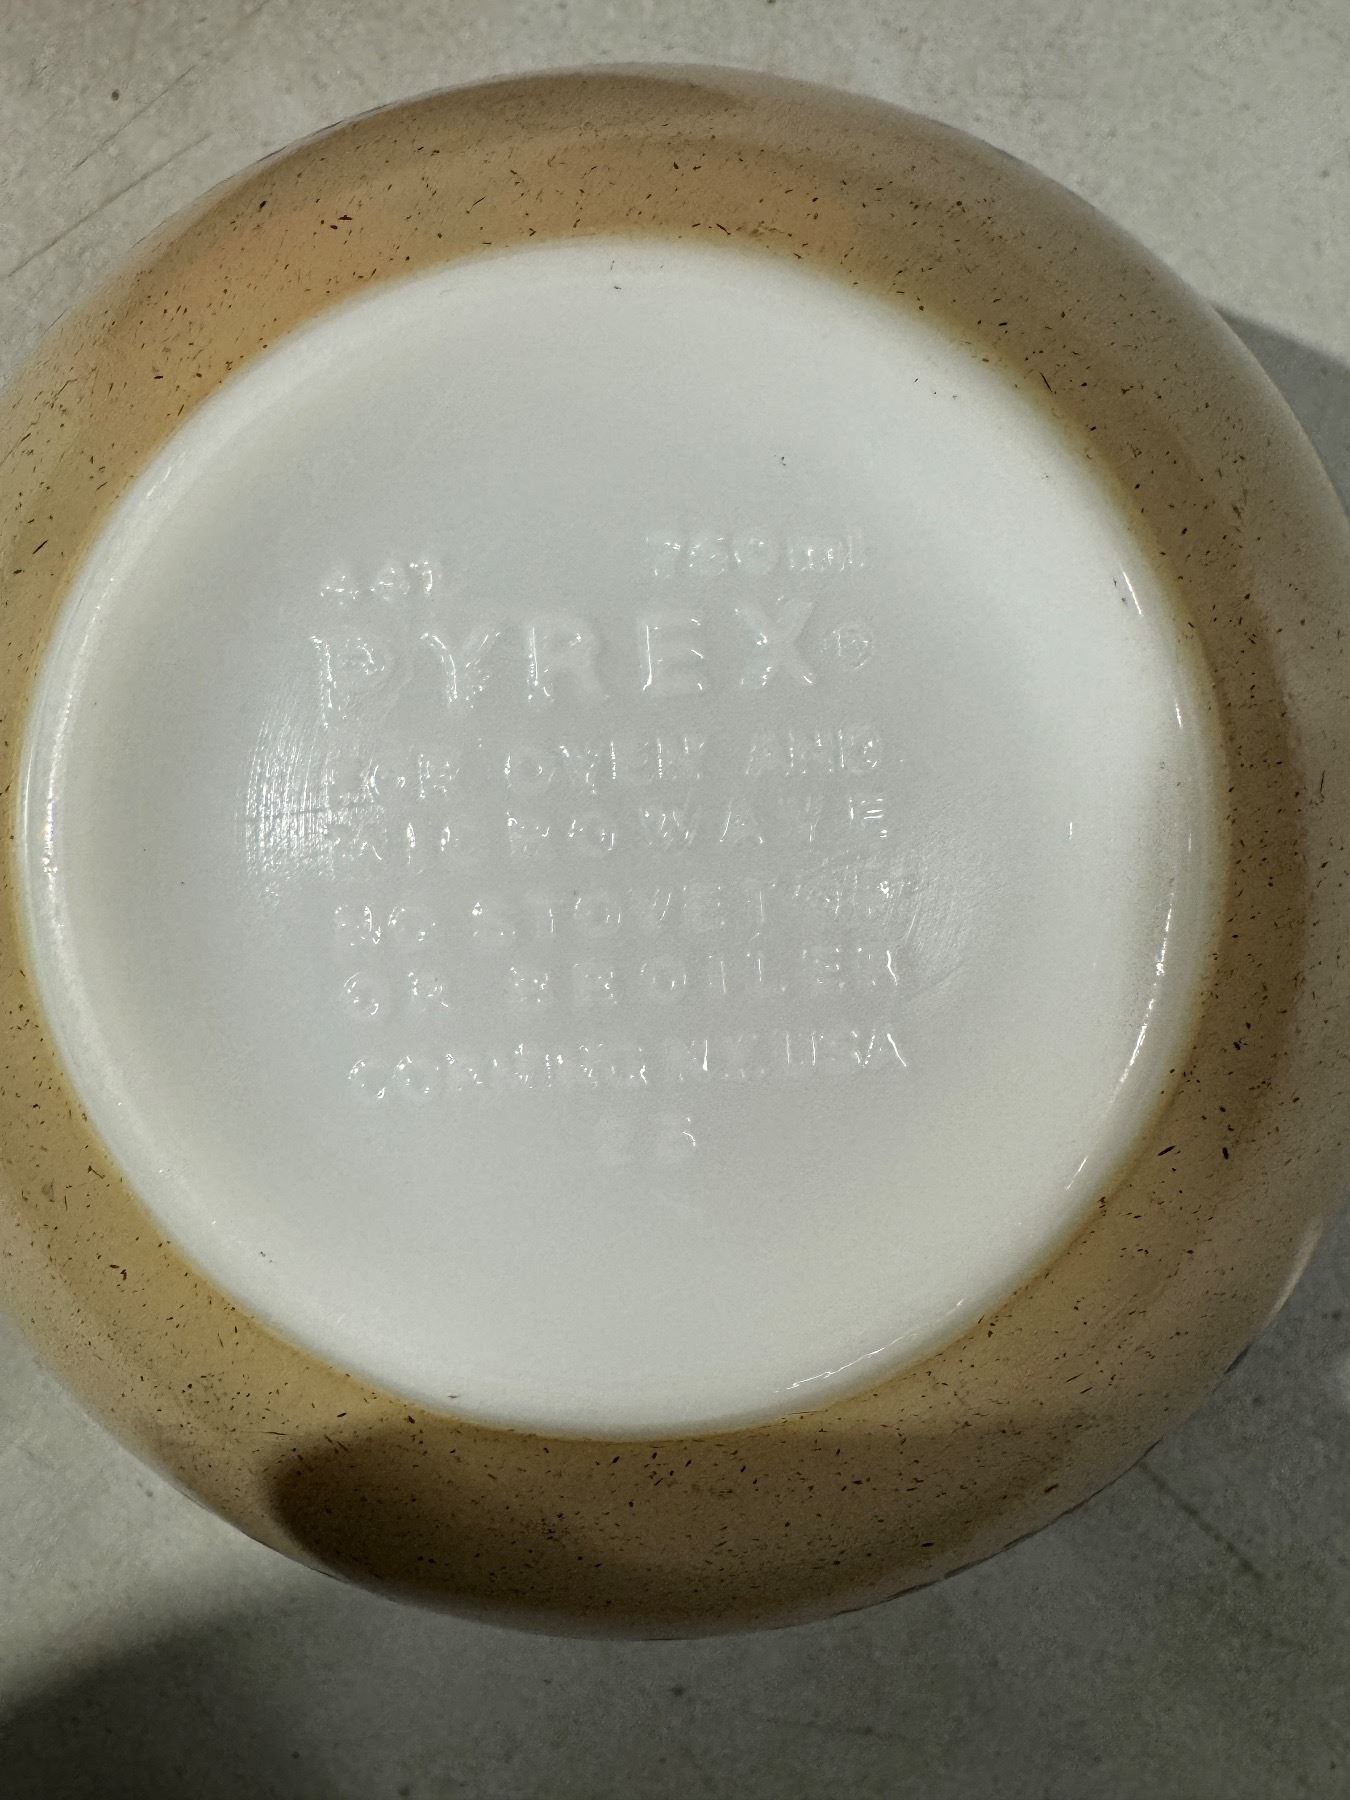 441 750ml
PYREX®
FOR OVEN AND
MICROWAVE
NO STOVETOP
OR BROILER
CORNING N.Y. USA